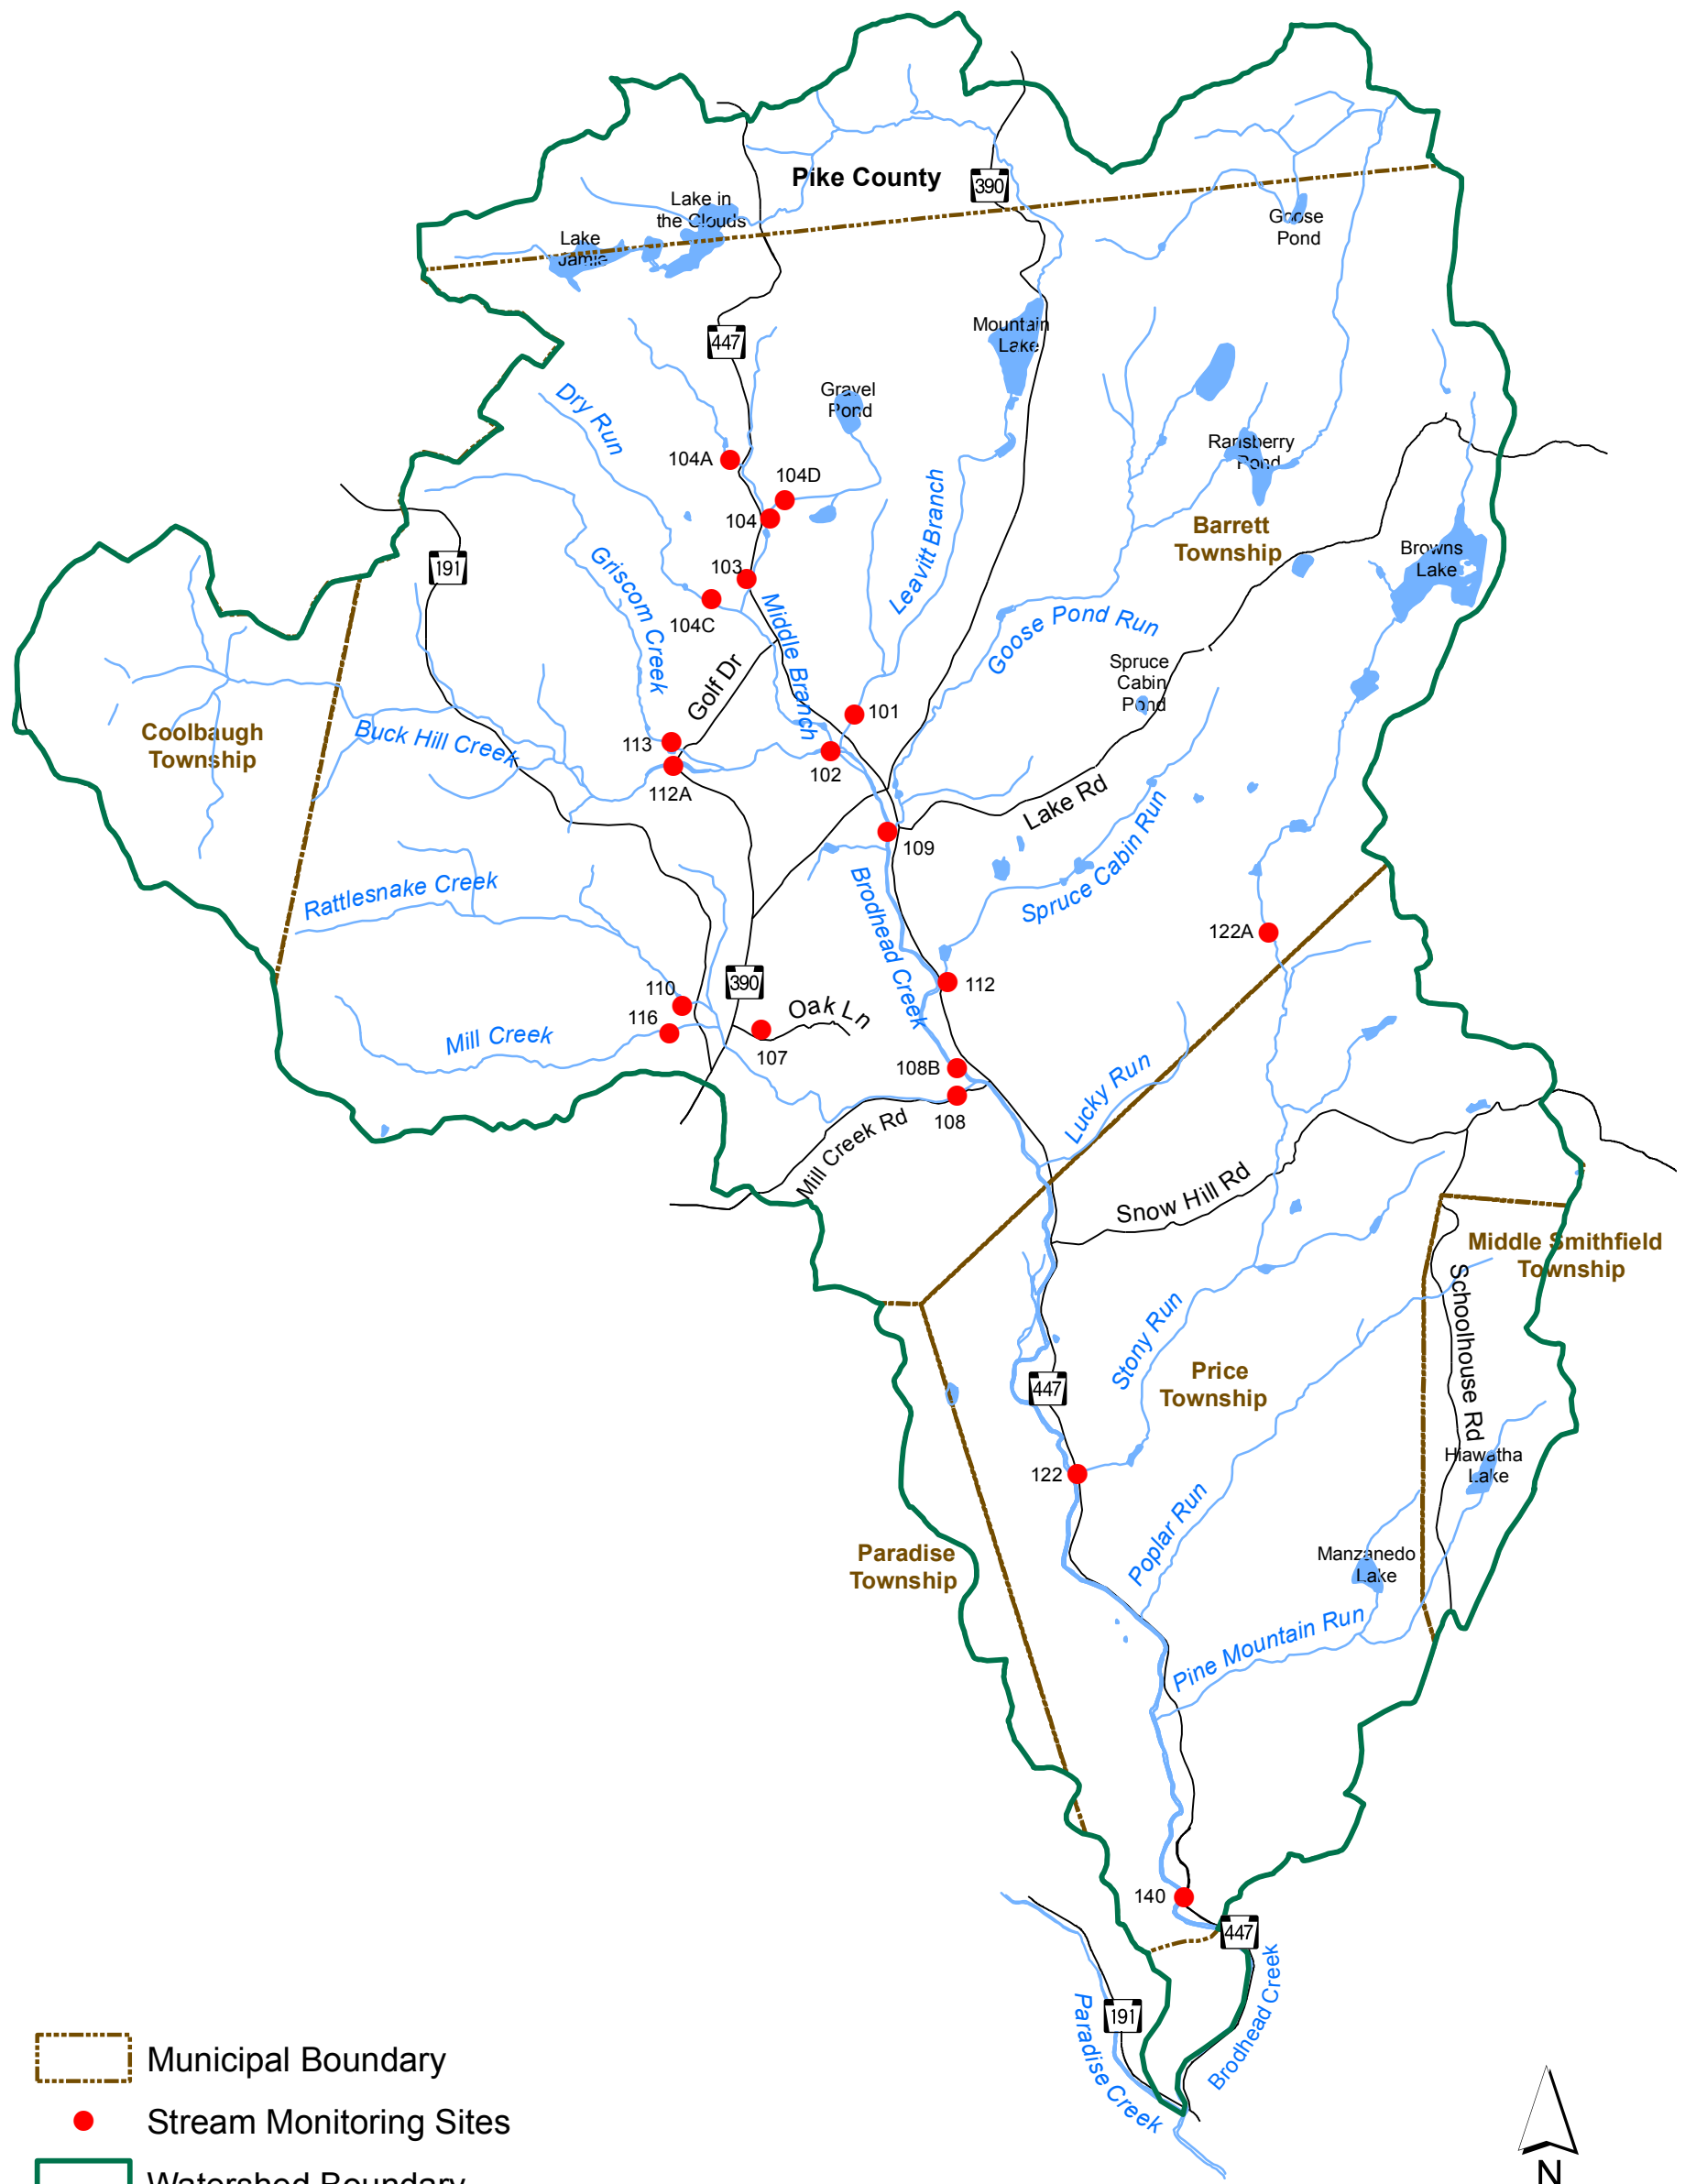 Pike County
390
Lake in
the Clouds
Goose
Pond
Lake
Jamie
447
Mountain
Lake
Gravel
Pond
Dry Run
Ransberry
Pond
104A
104D
104
Leavitt Branch
Barrett
Township
Browns
Lake
191
103
Griscom Creek
104C
Middle Branch
Goose Pond Run
Golf Dr
Spruce
Cabin
Pond
101
Coolbaugh
Township
Buck Hill Creek
113
102
112A
Lake Rd
109
Spruce Cabin Run
Rattlesnake Creek
Brodhead Creek
122A
390
112
110
116
Oak Ln
Mill Creek
107
108B
Lucky Run
108
Mill Creek Rd
Snow Hill Rd
Middle Smithfield
Township
Schoolhouse Rd
Stony Run
Price
Township
447
Hiawatha
Lake
122
Poplar Run
Paradise
Township
Manzanedo
Lake
Pine Mountain Run
140
447
191
Paradise Creek
Brodhead Creek
Municipal Boundary
Stream Monitoring Sites
Watershed Boundary
N